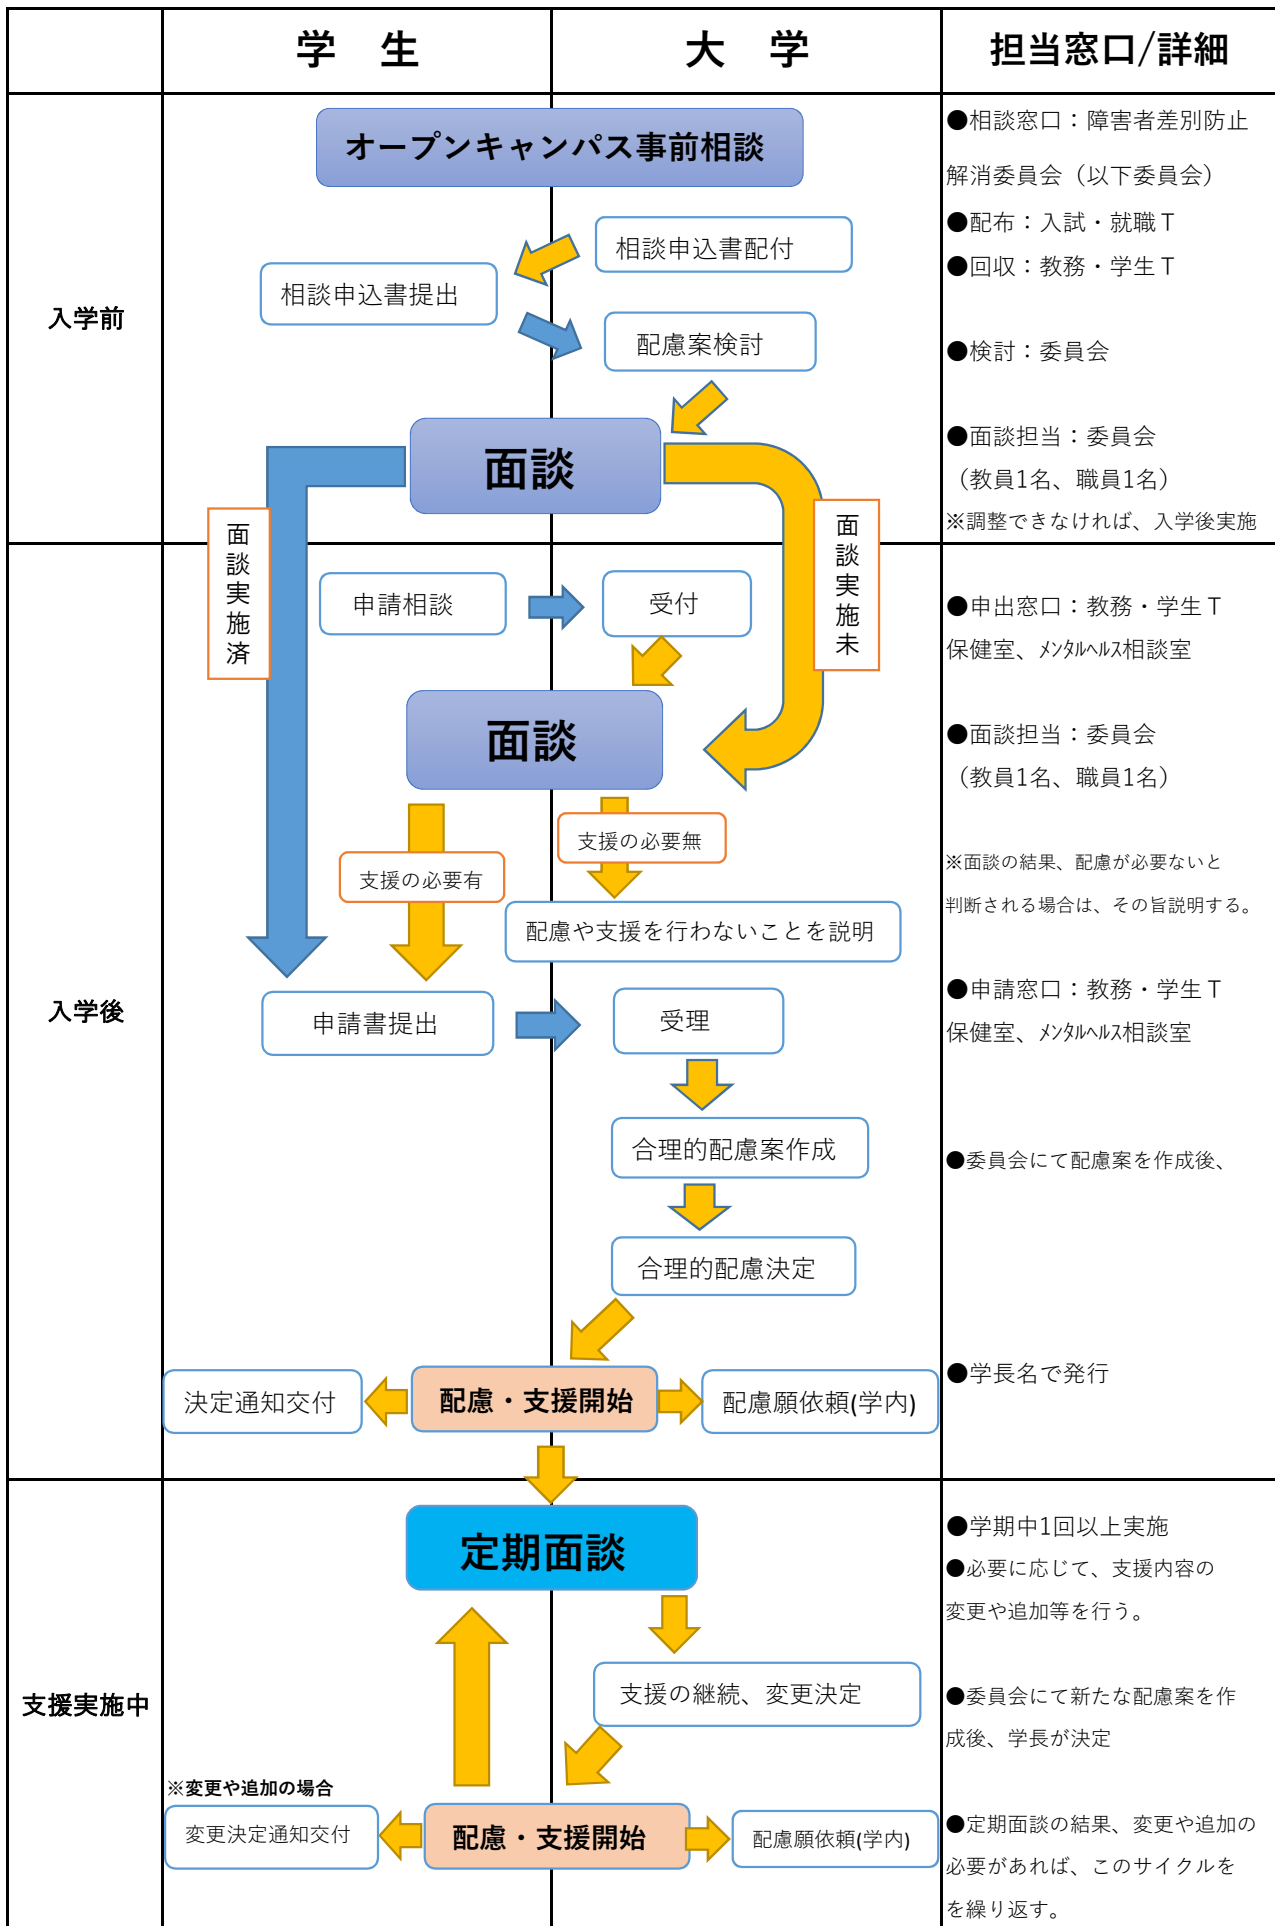 学　生
大　学
担当窓口/詳細
入学前
オープンキャンパス事前相談
相談申込書配付
相談申込書提出
配慮案検討
面談
●相談窓口：障害者差別防止
解消委員会（以下委員会）
●配布：入試・就職Ｔ
●回収：教務・学生Ｔ
●検討：委員会
●面談担当：委員会
（教員1名、職員1名）
※調整できなければ、入学後実施
面談実施済
面談実施未
入学後
申請相談
受付
面談
支援の必要無
支援の必要有
配慮や支援を行わないことを説明
申請書提出
受理
合理的配慮案作成
合理的配慮決定
決定通知交付
配慮・支援開始
配慮願依頼(学内)
●申出窓口：教務・学生Ｔ
保健室、ﾒﾝﾀﾙﾍﾙｽ相談室
●面談担当：委員会
（教員1名、職員1名）
※面談の結果、配慮が必要ないと
判断される場合は、その旨説明する。
●申請窓口：教務・学生Ｔ
保健室、ﾒﾝﾀﾙﾍﾙｽ相談室
●委員会にて配慮案を作成後、
●学長名で発行
支援実施中
定期面談
支援の継続、変更決定
※変更や追加の場合
変更決定通知交付
配慮・支援開始
配慮願依頼(学内)
●学期中1回以上実施
●必要に応じて、支援内容の
変更や追加等を行う。
●委員会にて新たな配慮案を作
成後、学長が決定
●定期面談の結果、変更や追加の
必要があれば、このサイクルを
を繰り返す。